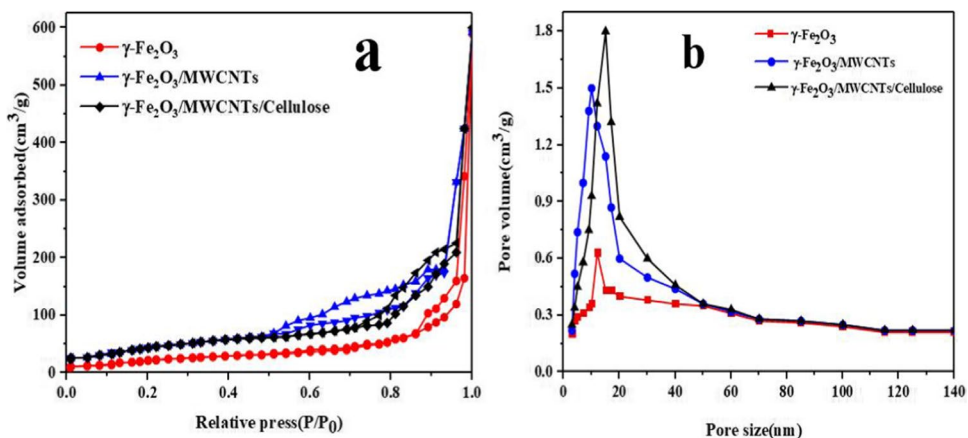 a
γ-Fe₂O₃
γ-Fe₂O₃/MWCNTs
γ-Fe₂O₃/MWCNTs/Cellulose
600
500
400
300
200
100
0
Volume adsorbed(cm³/g)
0.0 0.2 0.4 0.6 0.8 1.0
Relative press(P/P₀)
b
γ-Fe₂O₃
γ-Fe₂O₃/MWCNTs
γ-Fe₂O₃/MWCNTs/Cellulose
1.8
1.5
1.2
0.9
0.6
0.3
0.0
Pore volume(cm³/g)
0 20 40 60 80 100 120 140
Pore size(nm)